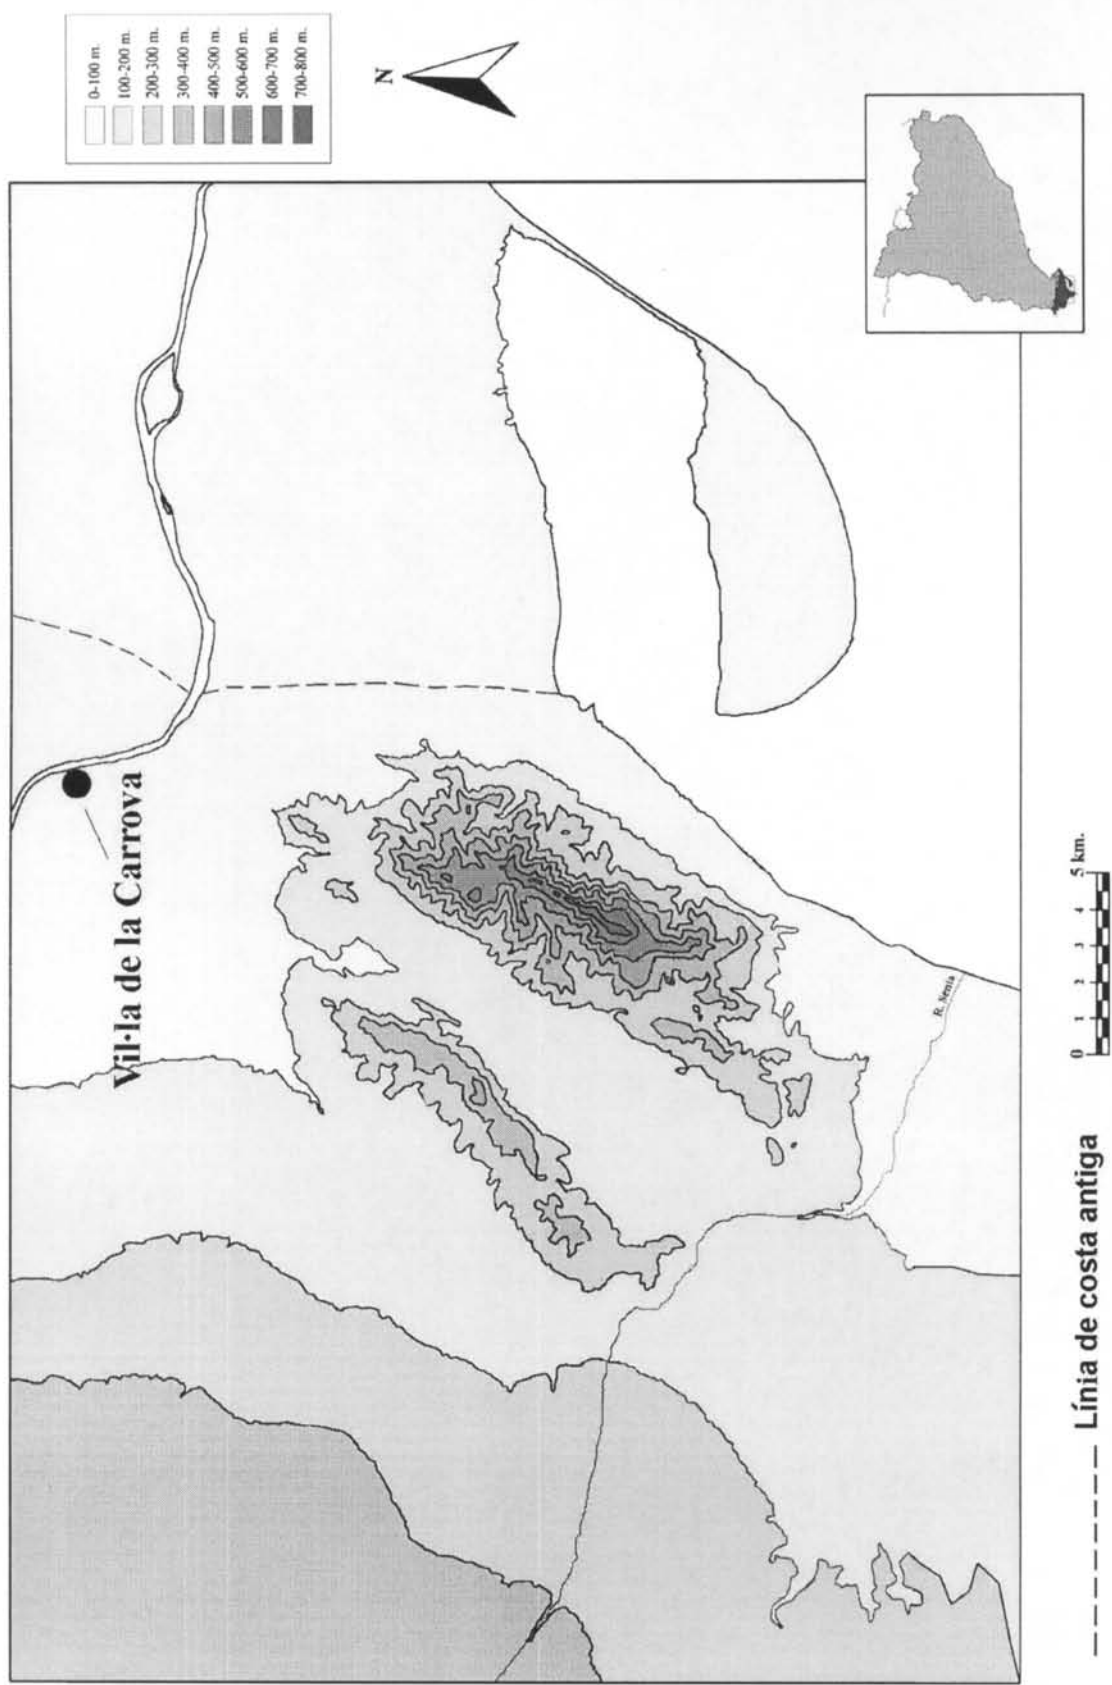 0-100 m.
100-200 m.
200-300 m.
300-400 m.
400-500 m.
500-600 m.
600-700 m.
700-800 m.
N
Vil·la de la Carrova
R. Senia
0 1 2 3 4 5 km.
Línia de costa antiga